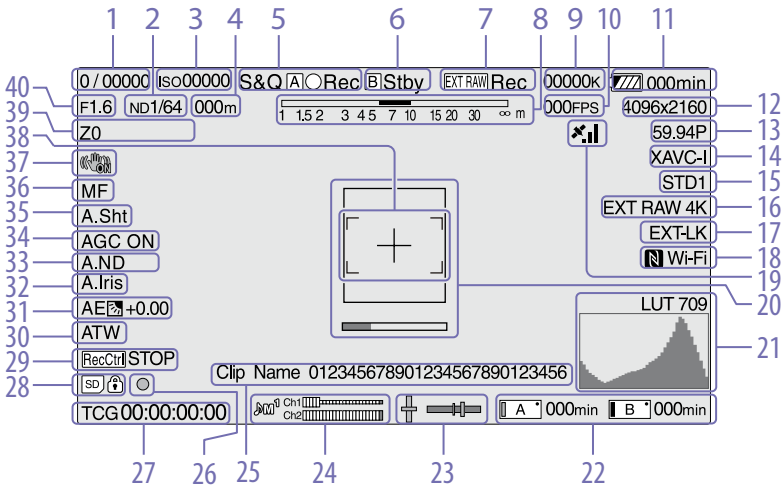 1 2 3 4 5 6 7 8 9 10 11
0 / 00000 ISO00000 S&Q A Rec B Stby EXT RAW Rec 00000K 000min
40 F1.6 ND1/64 000m 000FPS 4096x2160 12
1 1.5 2 3 4 5 7 10 15 20 30 ∞ m
39 Z0 59.94P 13
38
37 ON XAVC-I 14
36 MF STD1 15
35 A.Sht EXT RAW 4K 16
34 AGC ON EXT-LK 17
33 A.ND N Wi-Fi 18
32 A.Iris 19
31 AE +0.00 LUT 709 20
30 ATW 21
29 RecCtrl STOP
28 SD Clip Name 012345678901234567890123456
TCG 00:00:00:00 M1 Ch1 A 000min B 000min
Ch2
27 26 25 24 23 22